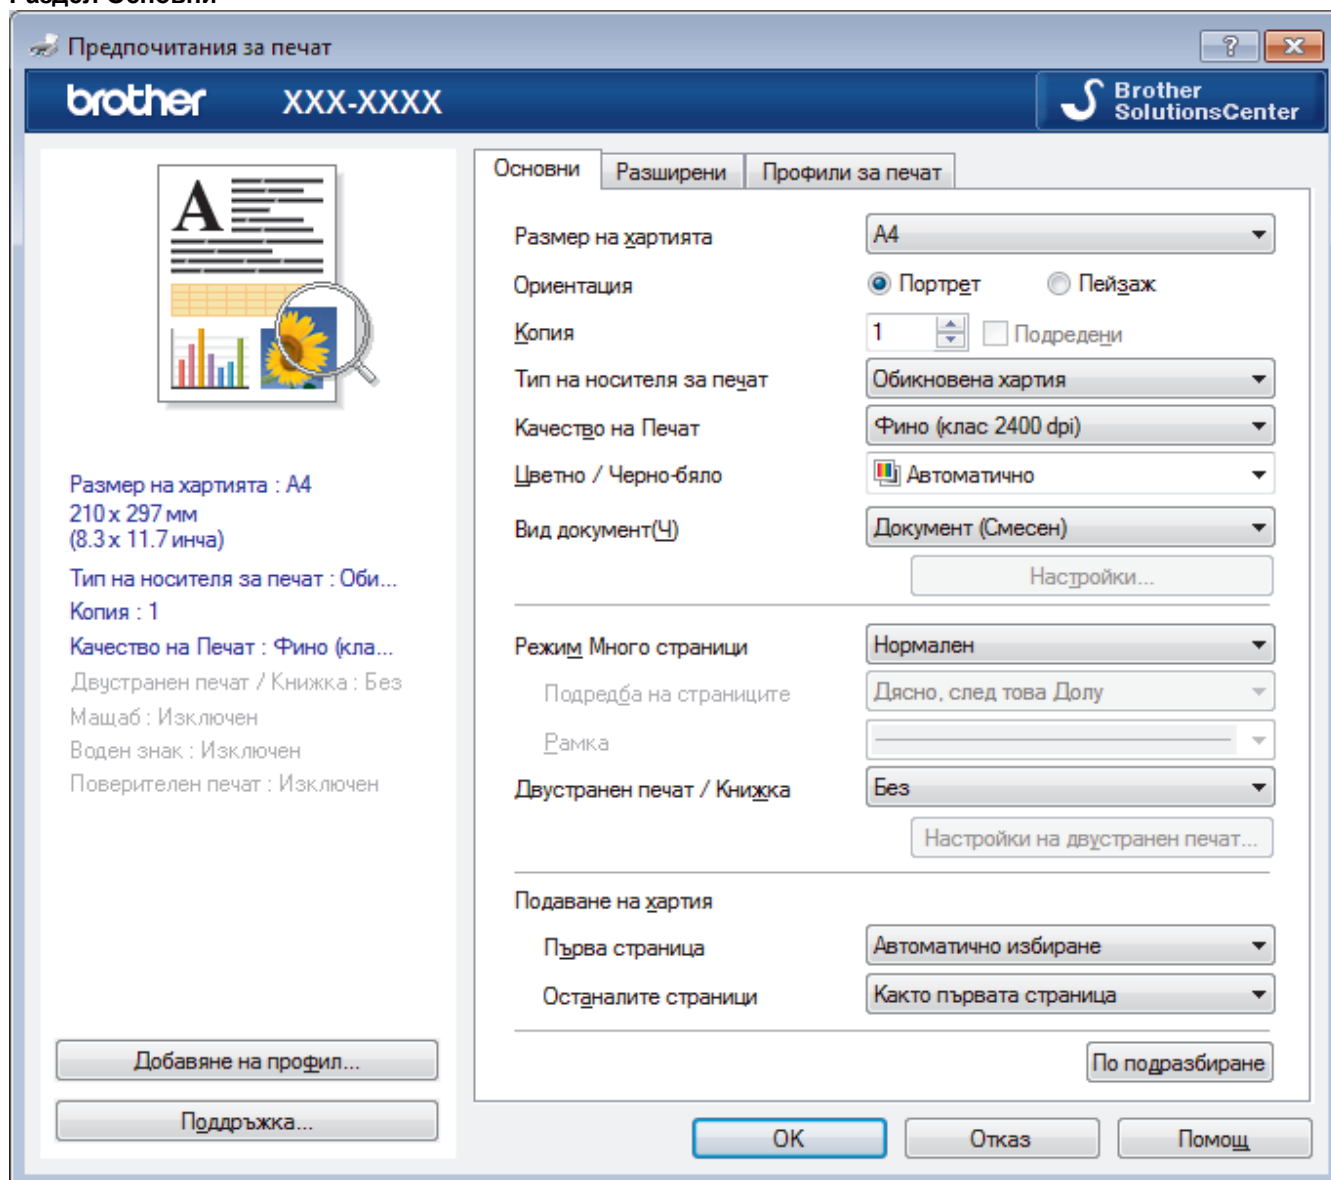 Раздел Основни
Предпочитания за печат
brother XXX-XXXX
Brother
SolutionsCenter
A
Размер на хартията : A4
210 x 297 мм
(8.3 x 11.7 инча)
Тип на носителя за печат : Оби...
Копия : 1
Качество на Печат : Фино (кла...
Двустранен печат / Книжка : Без
Мащаб : Изключен
Воден знак : Изключен
Поверителен печат : Изключен
Добавяне на профил...
Поддръжка...
Основни Разширени Профили за печат
Размер на хартията A4
Ориентация Портрет Пейзаж
Копия 1 Подредени
Тип на носителя за печат Обикновена хартия
Качество на Печат Фино (клас 2400 dpi)
Цветно / Черно-бяло Автоматично
Вид документ(Ч) Документ (Смесен)
Настройки...
Режим Много страници Нормален
Подредба на страниците Дясно, след това Долу
Рамка
Двустранен печат / Книжка Без
Настройки на двустранен печат...
Подаване на хартия
Първа страница Автоматично избиране
Останалите страници Както първата страница
По подразбиране
OK Отказ Помощ